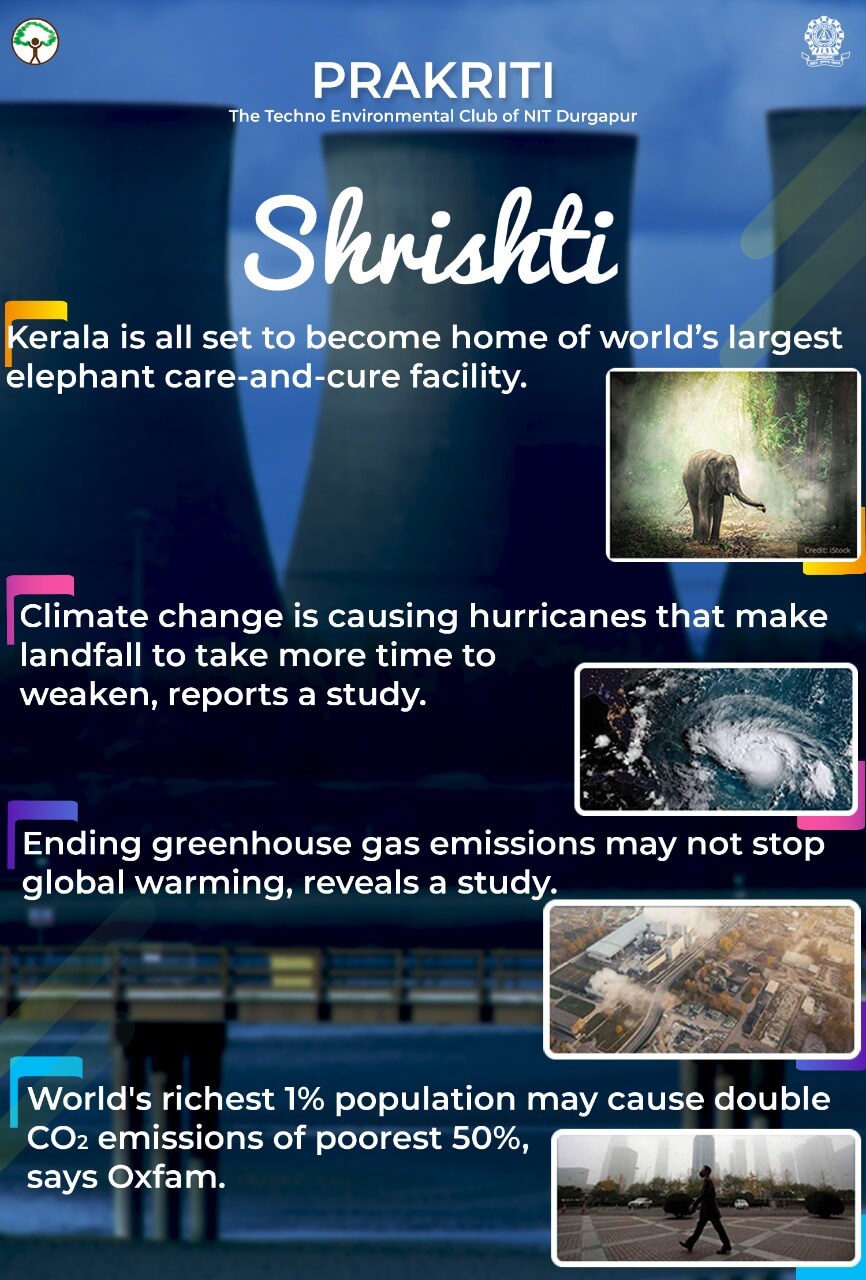 PRAKRITI
The Techno Environmental Club of NIT Durgapur
Shrishti
Kerala is all set to become home of world's largest
elephant care-and-cure facility.
Credit: iStock
Climate change is causing hurricanes that make
landfall to take more time to
weaken, reports a study.
Ending greenhouse gas emissions may not stop
global warming, reveals a study.
World's richest 1% population may cause double
CO₂ emissions of poorest 50%,
says Oxfam.